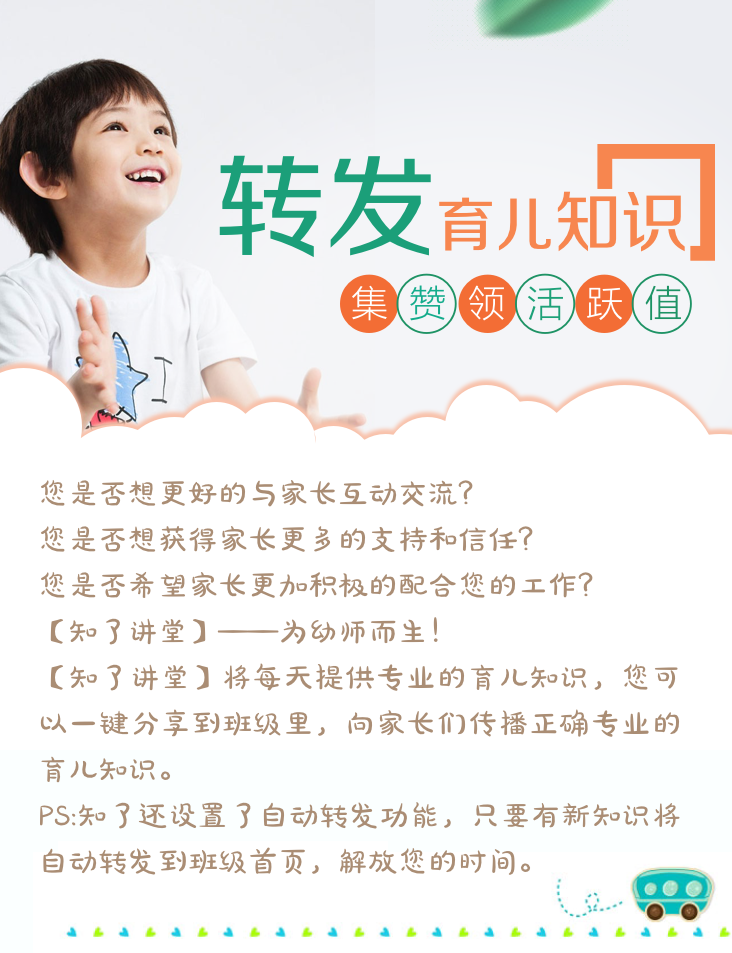 转发育儿知识
集赞领活跃值
您是否想更好的与家长互动交流?
您是否想获得家长更多的支持和信任?
您是否希望家长更加积极的配合您的工作?
【知了讲堂】——为幼师而生!
【知了讲堂】将每天提供专业的育儿知识，您可
以一键分享到班级里，向家长们传播正确专业的
育儿知识。
PS:知了还设置了自动转发功能，只要有新知识将
自动转发到班级首页，解放您的时间。